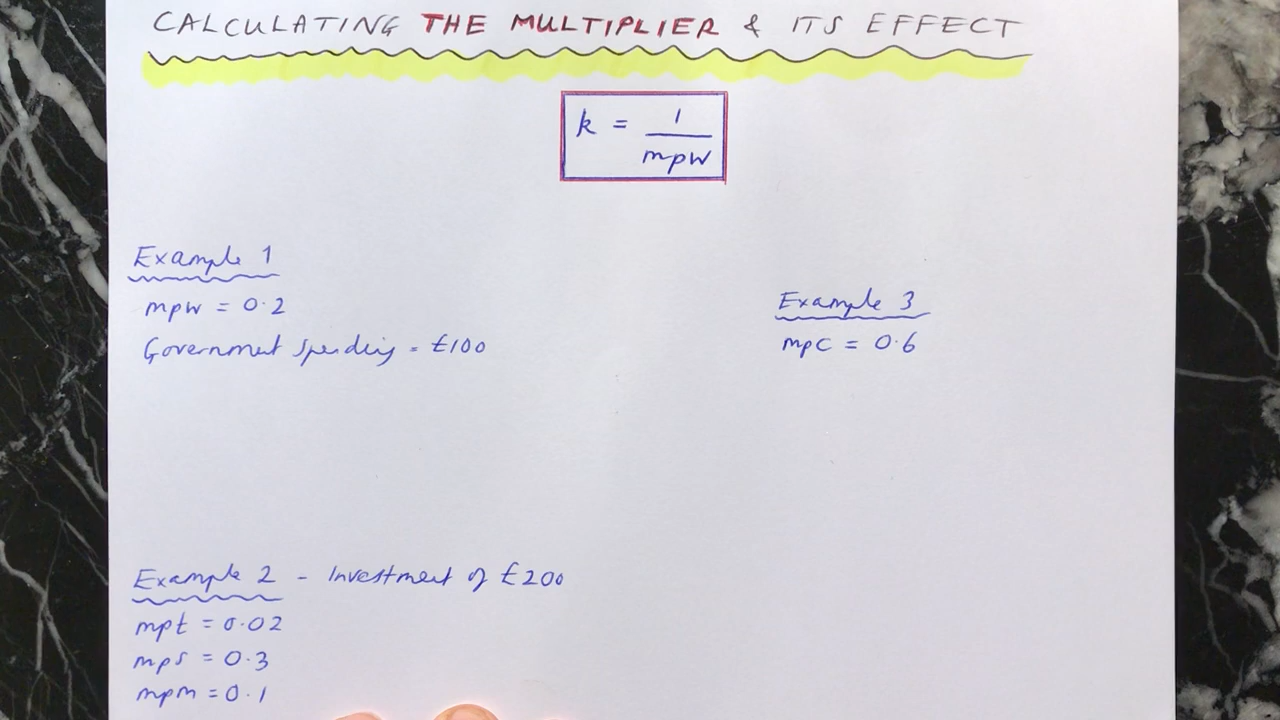 CALCULATING THE MULTIPLIER & ITS EFFECT
k = 1/mpw
Example 1
mpw = 0.2
Government Spending = £100
Example 3
mpc = 0.6
Example 2 - Investment of £200
mpt = 0.02
mps = 0.3
mpm = 0.1